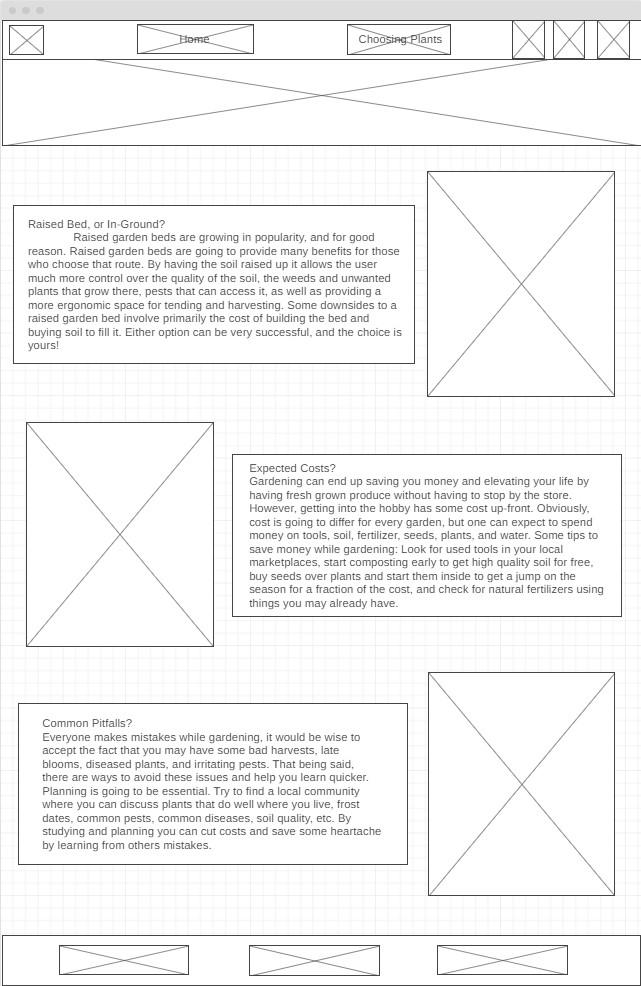 Home
Choosing Plants
Raised Bed, or In-Ground?
Raised garden beds are growing in popularity, and for good
reason. Raised garden beds are going to provide many benefits for those
who choose that route. By having the soil raised up it allows the user
much more control over the quality of the soil, the weeds and unwanted
plants that grow there, pests that can access it, as well as providing a
more ergonomic space for tending and harvesting. Some downsides to a
raised garden bed involve primarily the cost of building the bed and
buying soil to fill it. Either option can be very successful, and the choice is
yours!
Expected Costs?
Gardening can end up saving you money and elevating your life by
having fresh grown produce without having to stop by the store.
However, getting into the hobby has some cost up-front. Obviously,
cost is going to differ for every garden, but one can expect to spend
money on tools, soil, fertilizer, seeds, plants, and water. Some tips to
save money while gardening: Look for used tools in your local
marketplaces, start composting early to get high quality soil for free,
buy seeds over plants and start them inside to get a jump on the
season for a fraction of the cost, and check for natural fertilizers using
things you may already have.
Common Pitfalls?
Everyone makes mistakes while gardening, it would be wise to
accept the fact that you may have some bad harvests, late
blooms, diseased plants, and irritating pests. That being said,
there are ways to avoid these issues and help you learn quicker.
Planning is going to be essential. Try to find a local community
where you can discuss plants that do well where you live, frost
dates, common pests, common diseases, soil quality, etc. By
studying and planning you can cut costs and save some heartache
by learning from others mistakes.